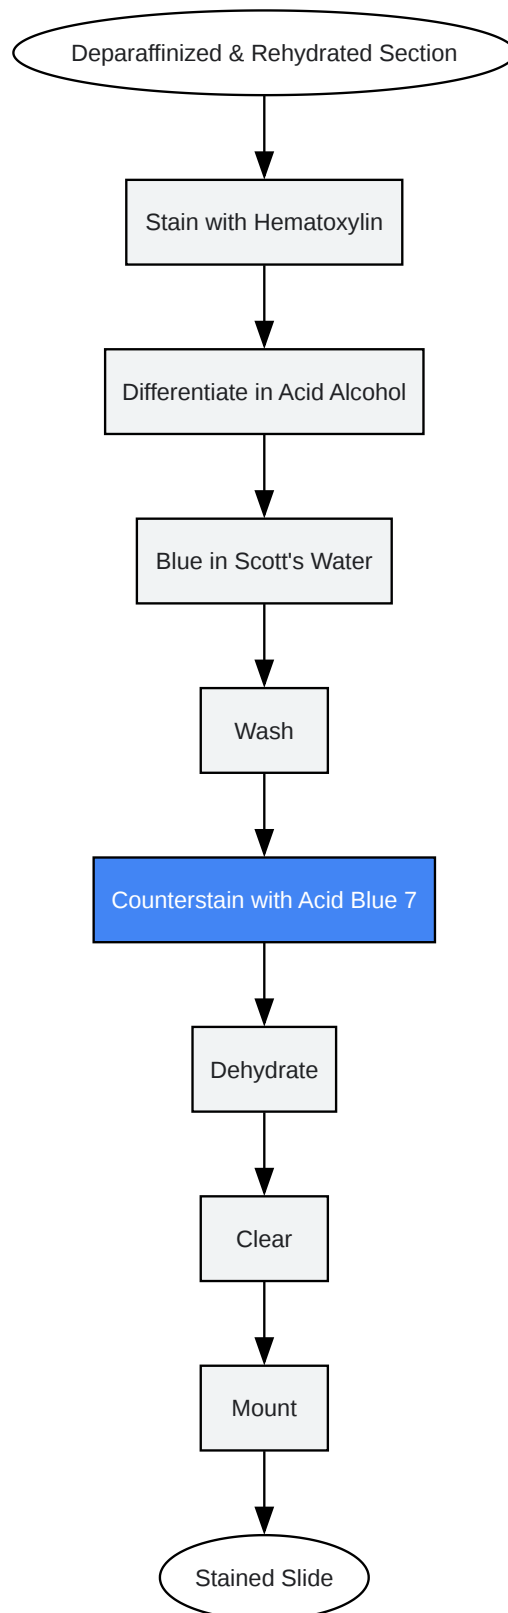 Deparaffinized & Rehydrated Section
Stain with Hematoxylin
Differentiate in Acid Alcohol
Blue in Scott's Water
Wash
Counterstain with Acid Blue 7
Dehydrate
Clear
Mount
Stained Slide